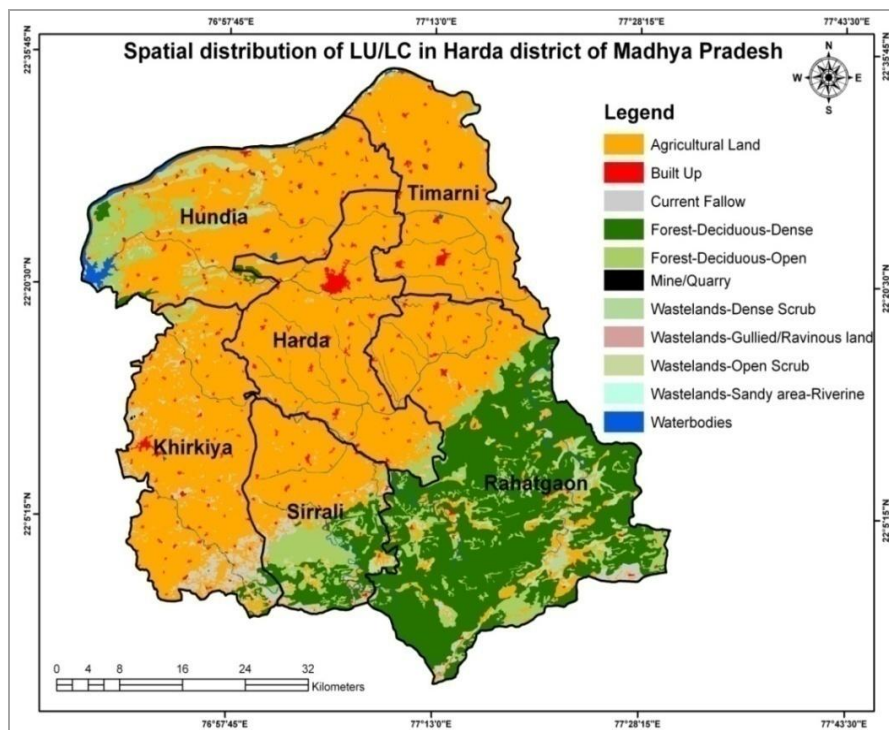 76°57'45"E 77°13'0"E 77°28'15"E 77°43'30"E
Spatial distribution of LU/LC in Harda district of Madhya Pradesh
22°35'45"N
22°35'45"N
N
W E
S
Legend
Agricultural Land
Built Up
Current Fallow
Forest-Deciduous-Dense
Forest-Deciduous-Open
Mine/Quarry
Wastelands-Dense Scrub
Wastelands-Gullied/Ravinous land
Wastelands-Open Scrub
Wastelands-Sandy area-Riverine
Waterbodies
Timarni
Hundia
22°20'30"N
22°20'30"N
Harda
Khirkiya
Rahatgaon
Sirrali
22°5'15"N
22°5'15"N
0 4 8 16 24 32
Kilometers
76°57'45"E 77°13'0"E 77°28'15"E 77°43'30"E